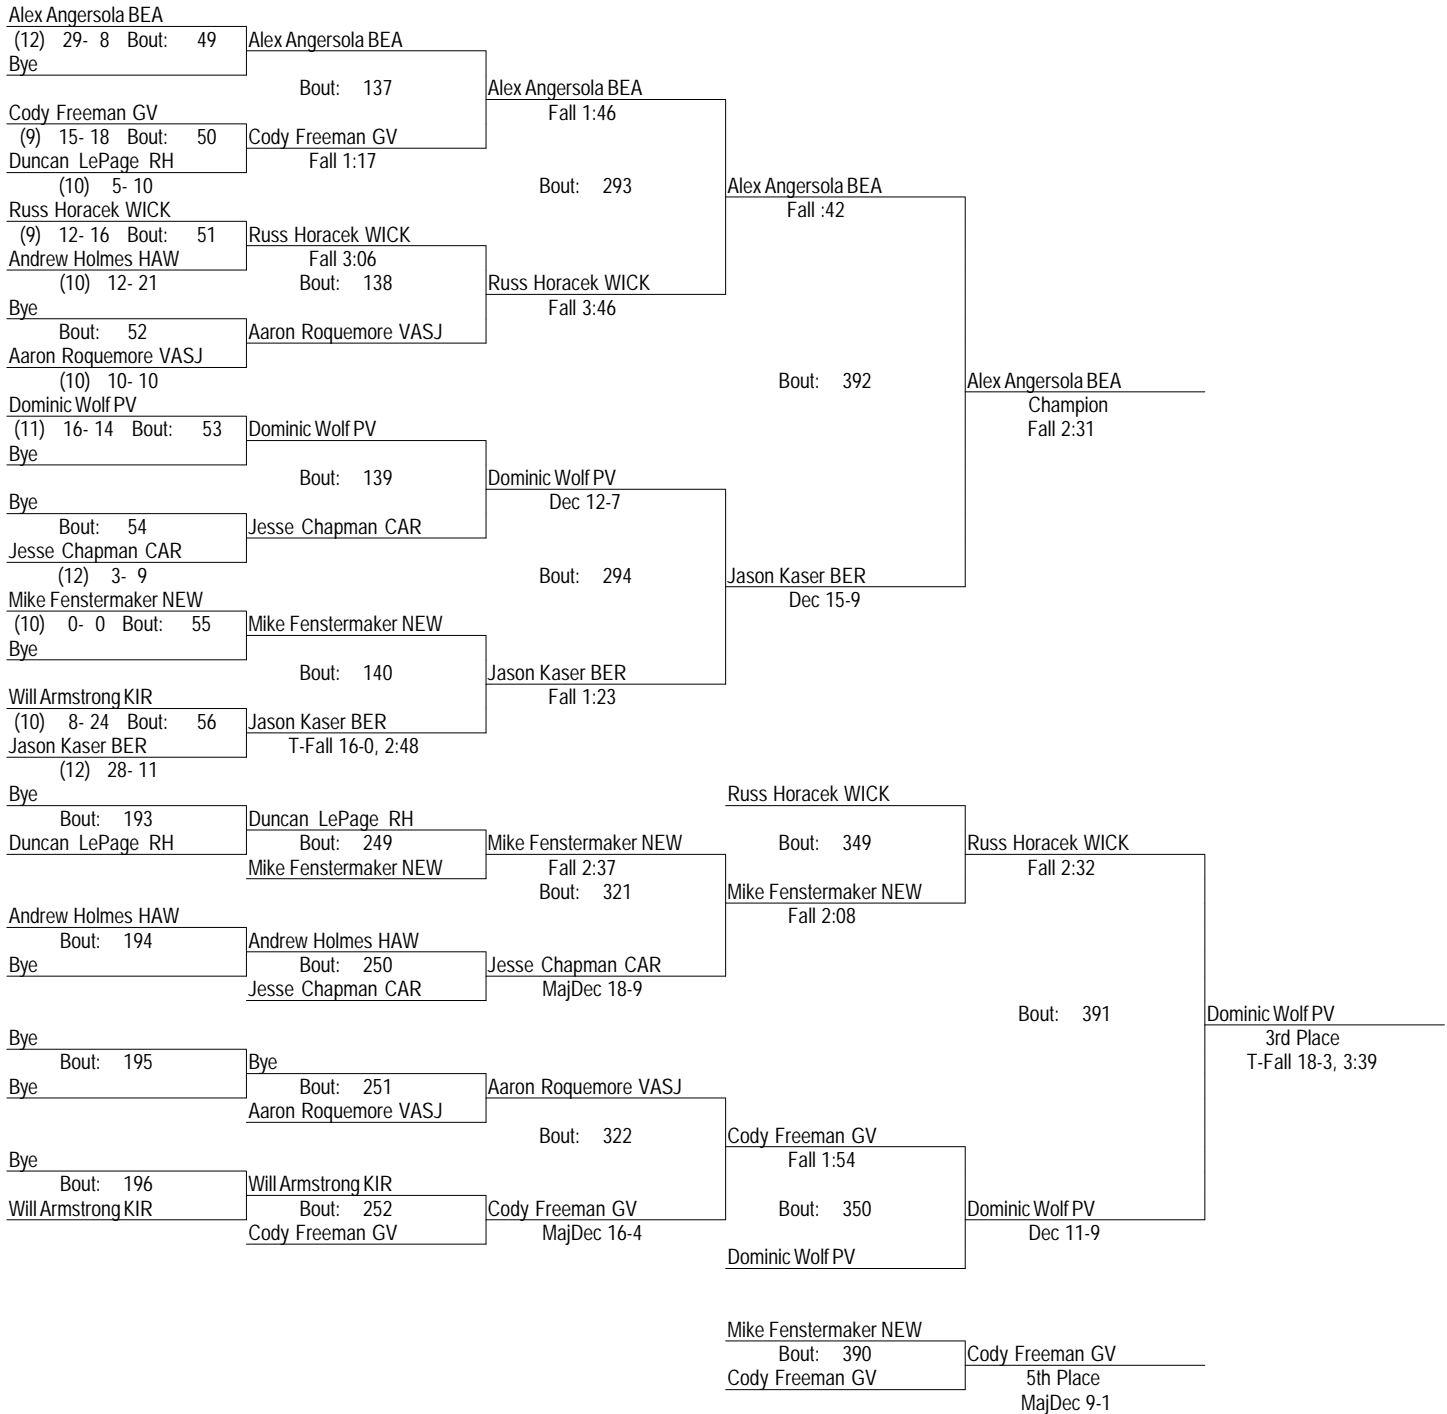 Alex Angersola BEA
(12) 29- 8 Bout: 49 Alex Angersola BEA
Bye
Bout: 137 Alex Angersola BEA
Cody Freeman GV Fall 1:46
(9) 15- 18 Bout: 50 Cody Freeman GV
Duncan LePage RH Fall 1:17
(10) 5- 10 Bout: 293 Alex Angersola BEA
Russ Horacek WICK Fall :42
(9) 12- 16 Bout: 51 Russ Horacek WICK
Andrew Holmes HAW Fall 3:06
(10) 12- 21 Bout: 138 Russ Horacek WICK
Bye Fall 3:46
Bout: 52 Aaron Roquemore VASJ
Aaron Roquemore VASJ
(10) 10- 10 Bout: 392 Alex Angersola BEA
Dominic Wolf PV Champion
(11) 16- 14 Bout: 53 Dominic Wolf PV Fall 2:31
Bye
Bout: 139 Dominic Wolf PV
Bye Dec 12-7
Bout: 54 Jesse Chapman CAR
Jesse Chapman CAR
(12) 3- 9 Bout: 294 Jason Kaser BER
Mike Fenstermaker NEW Dec 15-9
(10) 0- 0 Bout: 55 Mike Fenstermaker NEW
Bye
Bout: 140 Jason Kaser BER
Will Armstrong KIR Fall 1:23
(10) 8- 24 Bout: 56 Jason Kaser BER
Jason Kaser BER T-Fall 16-0, 2:48
(12) 28- 11
Bye Russ Horacek WICK
Bout: 193 Duncan LePage RH
Duncan LePage RH Bout: 249 Mike Fenstermaker NEW Bout: 349 Russ Horacek WICK
Mike Fenstermaker NEW Fall 2:37 Fall 2:32
Bout: 321 Mike Fenstermaker NEW
Andrew Holmes HAW Fall 2:08
Bout: 194 Andrew Holmes HAW
Bye Bout: 250 Jesse Chapman CAR
Jesse Chapman CAR MajDec 18-9
Bout: 391 Dominic Wolf PV
Bye 3rd Place
Bout: 195 Bye T-Fall 18-3, 3:39
Bye Bout: 251 Aaron Roquemore VASJ
Aaron Roquemore VASJ
Bout: 322 Cody Freeman GV
Bye Fall 1:54
Bout: 196 Will Armstrong KIR
Will Armstrong KIR Bout: 252 Cody Freeman GV Bout: 350 Dominic Wolf PV
Cody Freeman GV MajDec 16-4 Dec 11-9
Dominic Wolf PV
Mike Fenstermaker NEW
Bout: 390 Cody Freeman GV
Cody Freeman GV 5th Place
MajDec 9-1